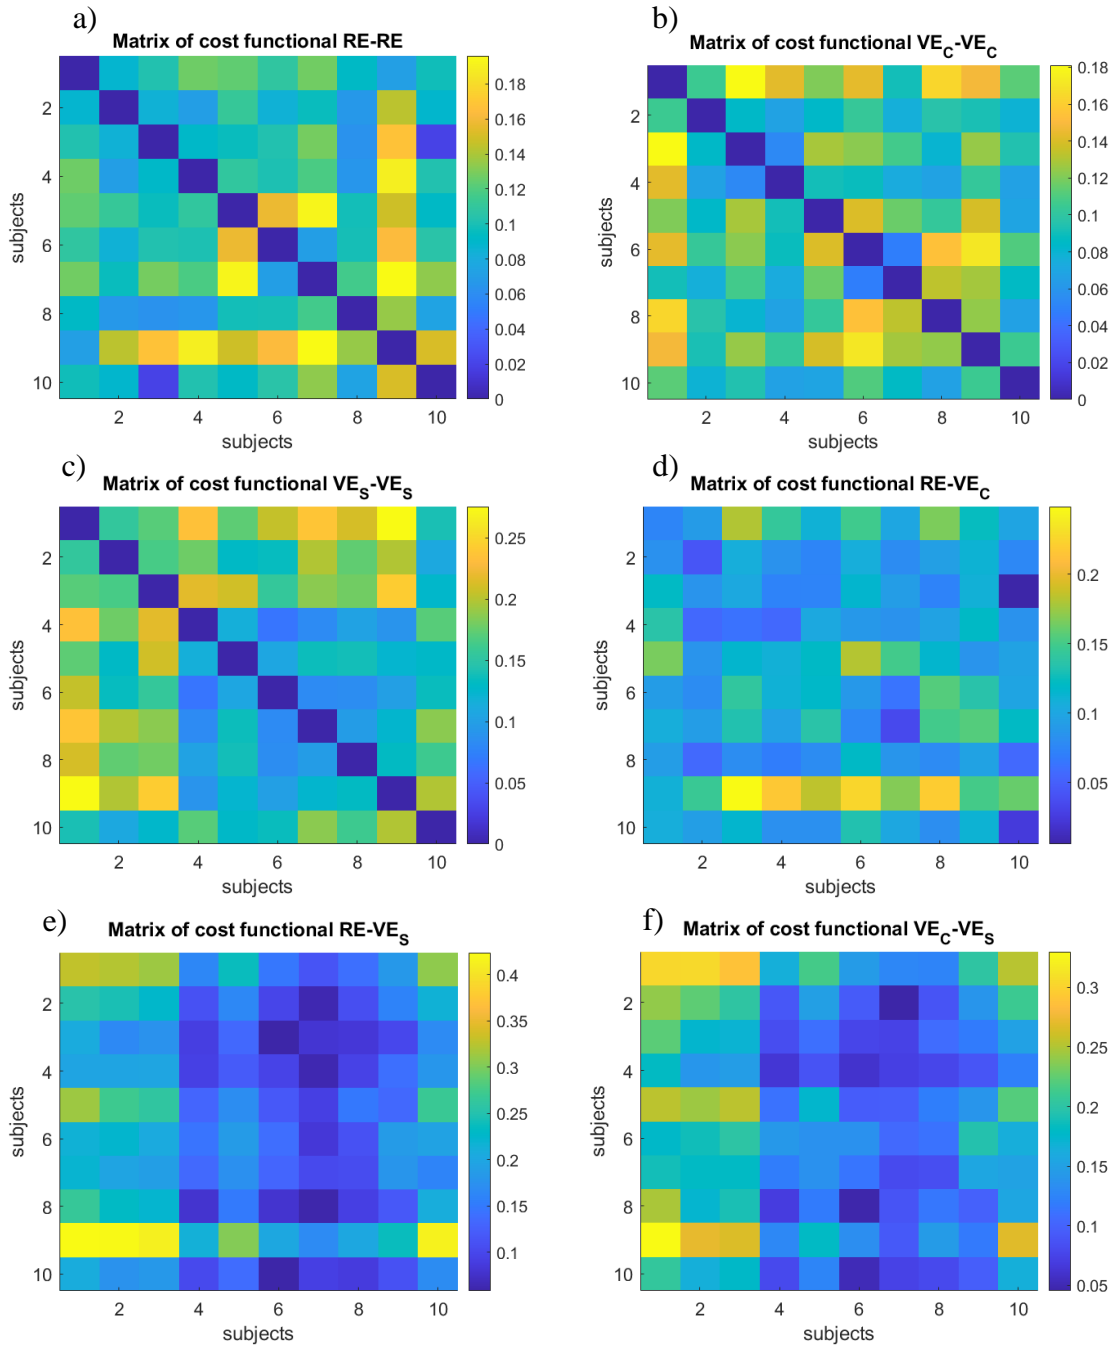 a)
Matrix of cost functional RE-RE
subjects
2
4
6
8
10
2 4 6 8 10
subjects
0.18
0.16
0.14
0.12
0.1
0.08
0.06
0.04
0.02
0
b)
Matrix of cost functional VE_C-VE_C
subjects
2
4
6
8
10
2 4 6 8 10
subjects
0.18
0.16
0.14
0.12
0.1
0.08
0.06
0.04
0.02
0
c)
Matrix of cost functional VE_S-VE_S
subjects
2
4
6
8
10
2 4 6 8 10
subjects
0.25
0.2
0.15
0.1
0.05
0
d)
Matrix of cost functional RE-VE_C
subjects
2
4
6
8
10
2 4 6 8 10
subjects
0.2
0.15
0.1
0.05
e)
Matrix of cost functional RE-VE_S
subjects
2
4
6
8
10
2 4 6 8 10
subjects
0.4
0.35
0.3
0.25
0.2
0.15
0.1
f)
Matrix of cost functional VE_C-VE_S
subjects
2
4
6
8
10
2 4 6 8 10
subjects
0.3
0.25
0.2
0.15
0.1
0.05